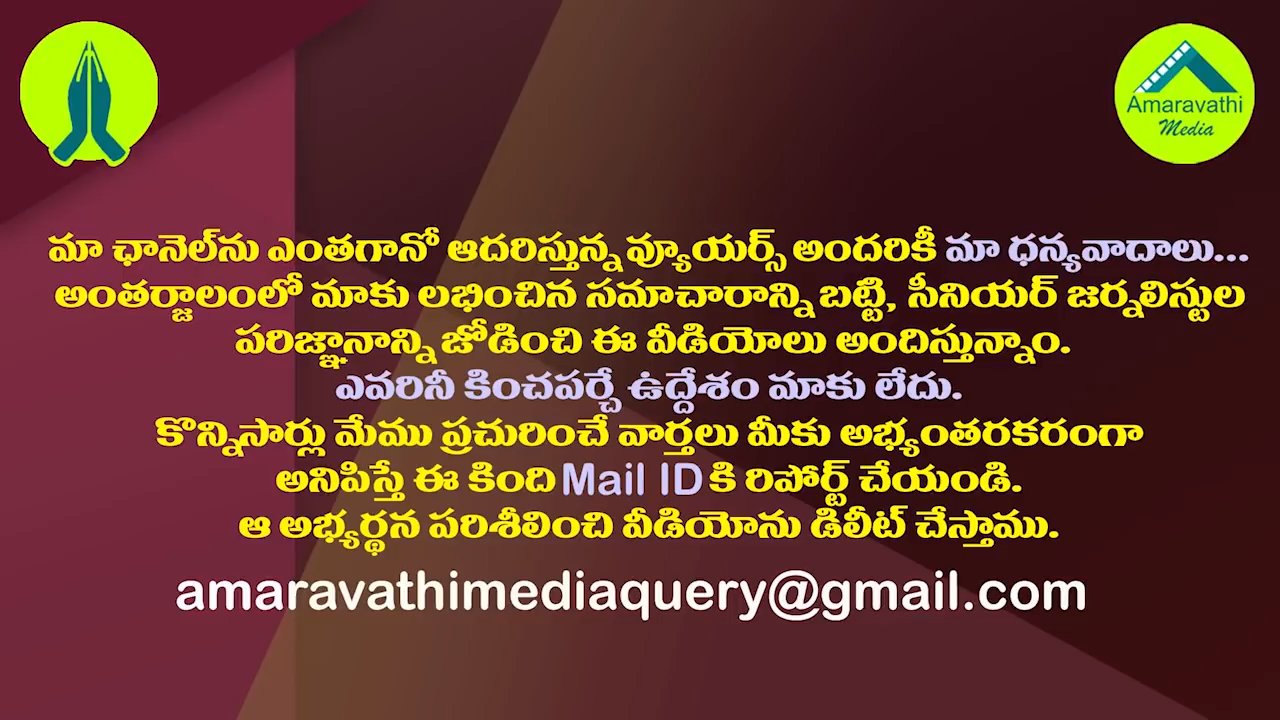 Amaravathi
Media
మా ఛానెల్‌ను ఎంతగానో ఆదరిస్తున్న వ్యూయర్స్ అందరికీ మా ధన్యవాదాలు...
అంతర్జాలంలో మాకు లభించిన సమాచారాన్ని బట్టి, సీనియర్ జర్నలిస్టుల
పరిజ్ఞానాన్ని జోడించి ఈ వీడియోలు అందిస్తున్నాం.
ఎవరినీ కించపర్చే ఉద్దేశం మాకు లేదు.
కొన్నిసార్లు మేము ప్రచురించే వార్తలు మీకు అభ్యంతరకరంగా
అనిపిస్తే ఈ కింది Mail ID కి రిపోర్ట్ చేయండి.
ఆ అభ్యర్థన పరిశీలించి వీడియోను డిలీట్ చేస్తాము.
amaravathimediaquery@gmail.com